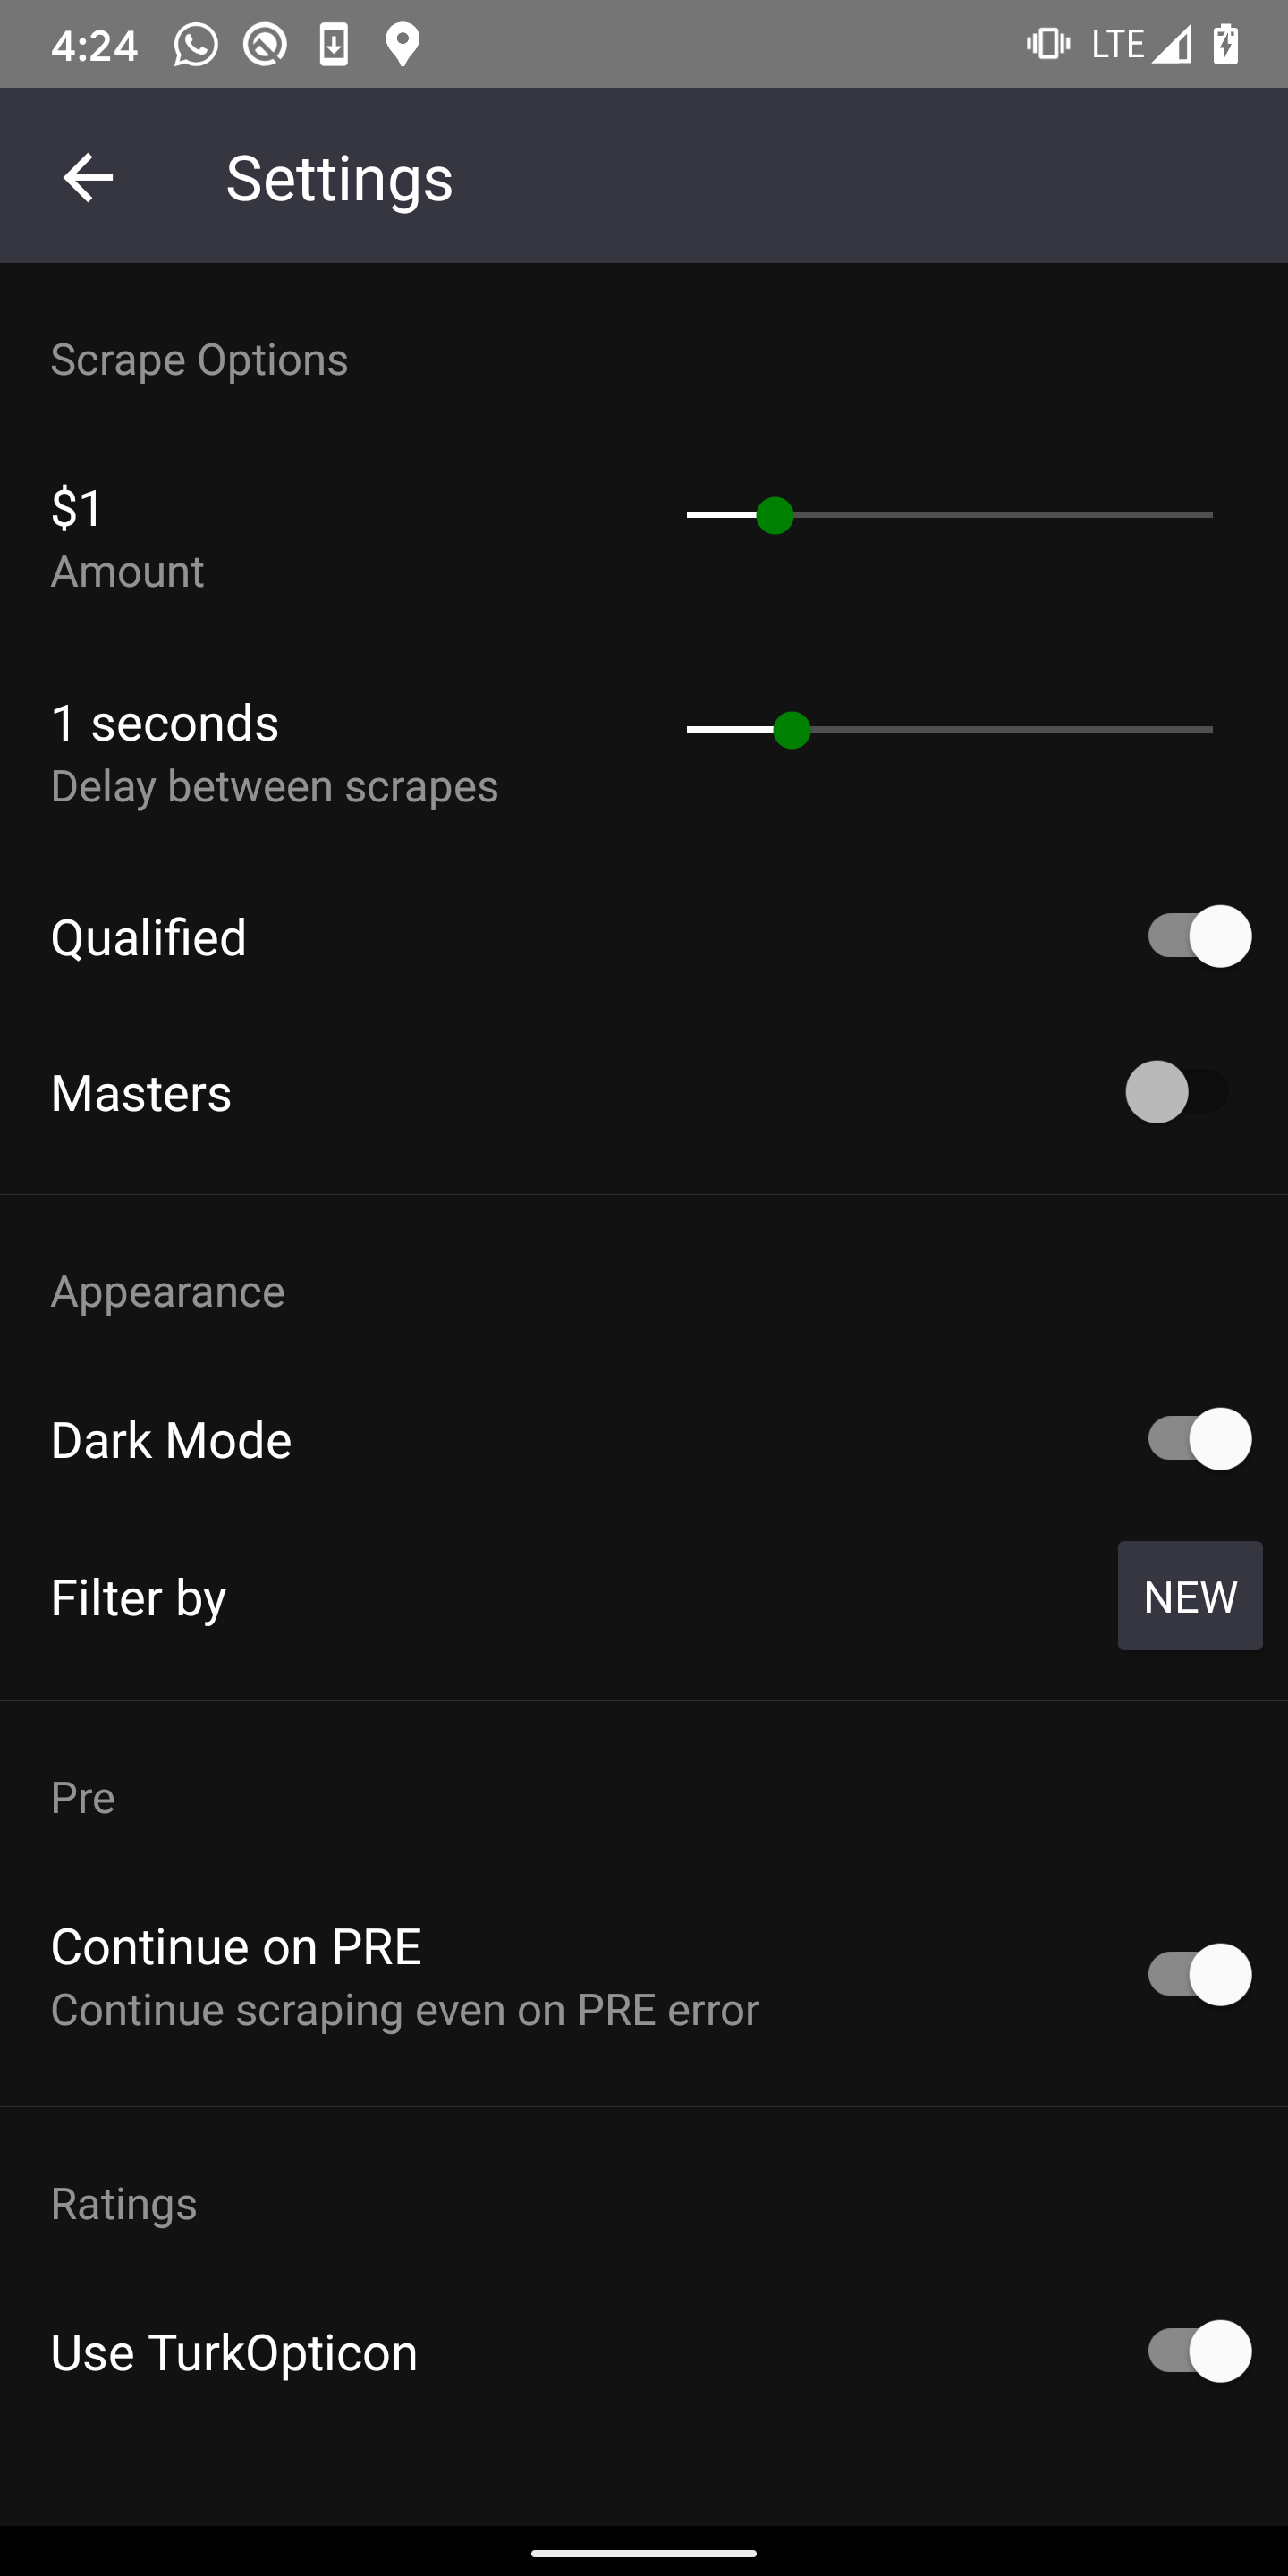 4:24 LTE
Settings
Scrape Options
$1
Amount
1 seconds
Delay between scrapes
Qualified
Masters
Appearance
Dark Mode
Filter by NEW
Pre
Continue on PRE
Continue scraping even on PRE error
Ratings
Use TurkOpticon